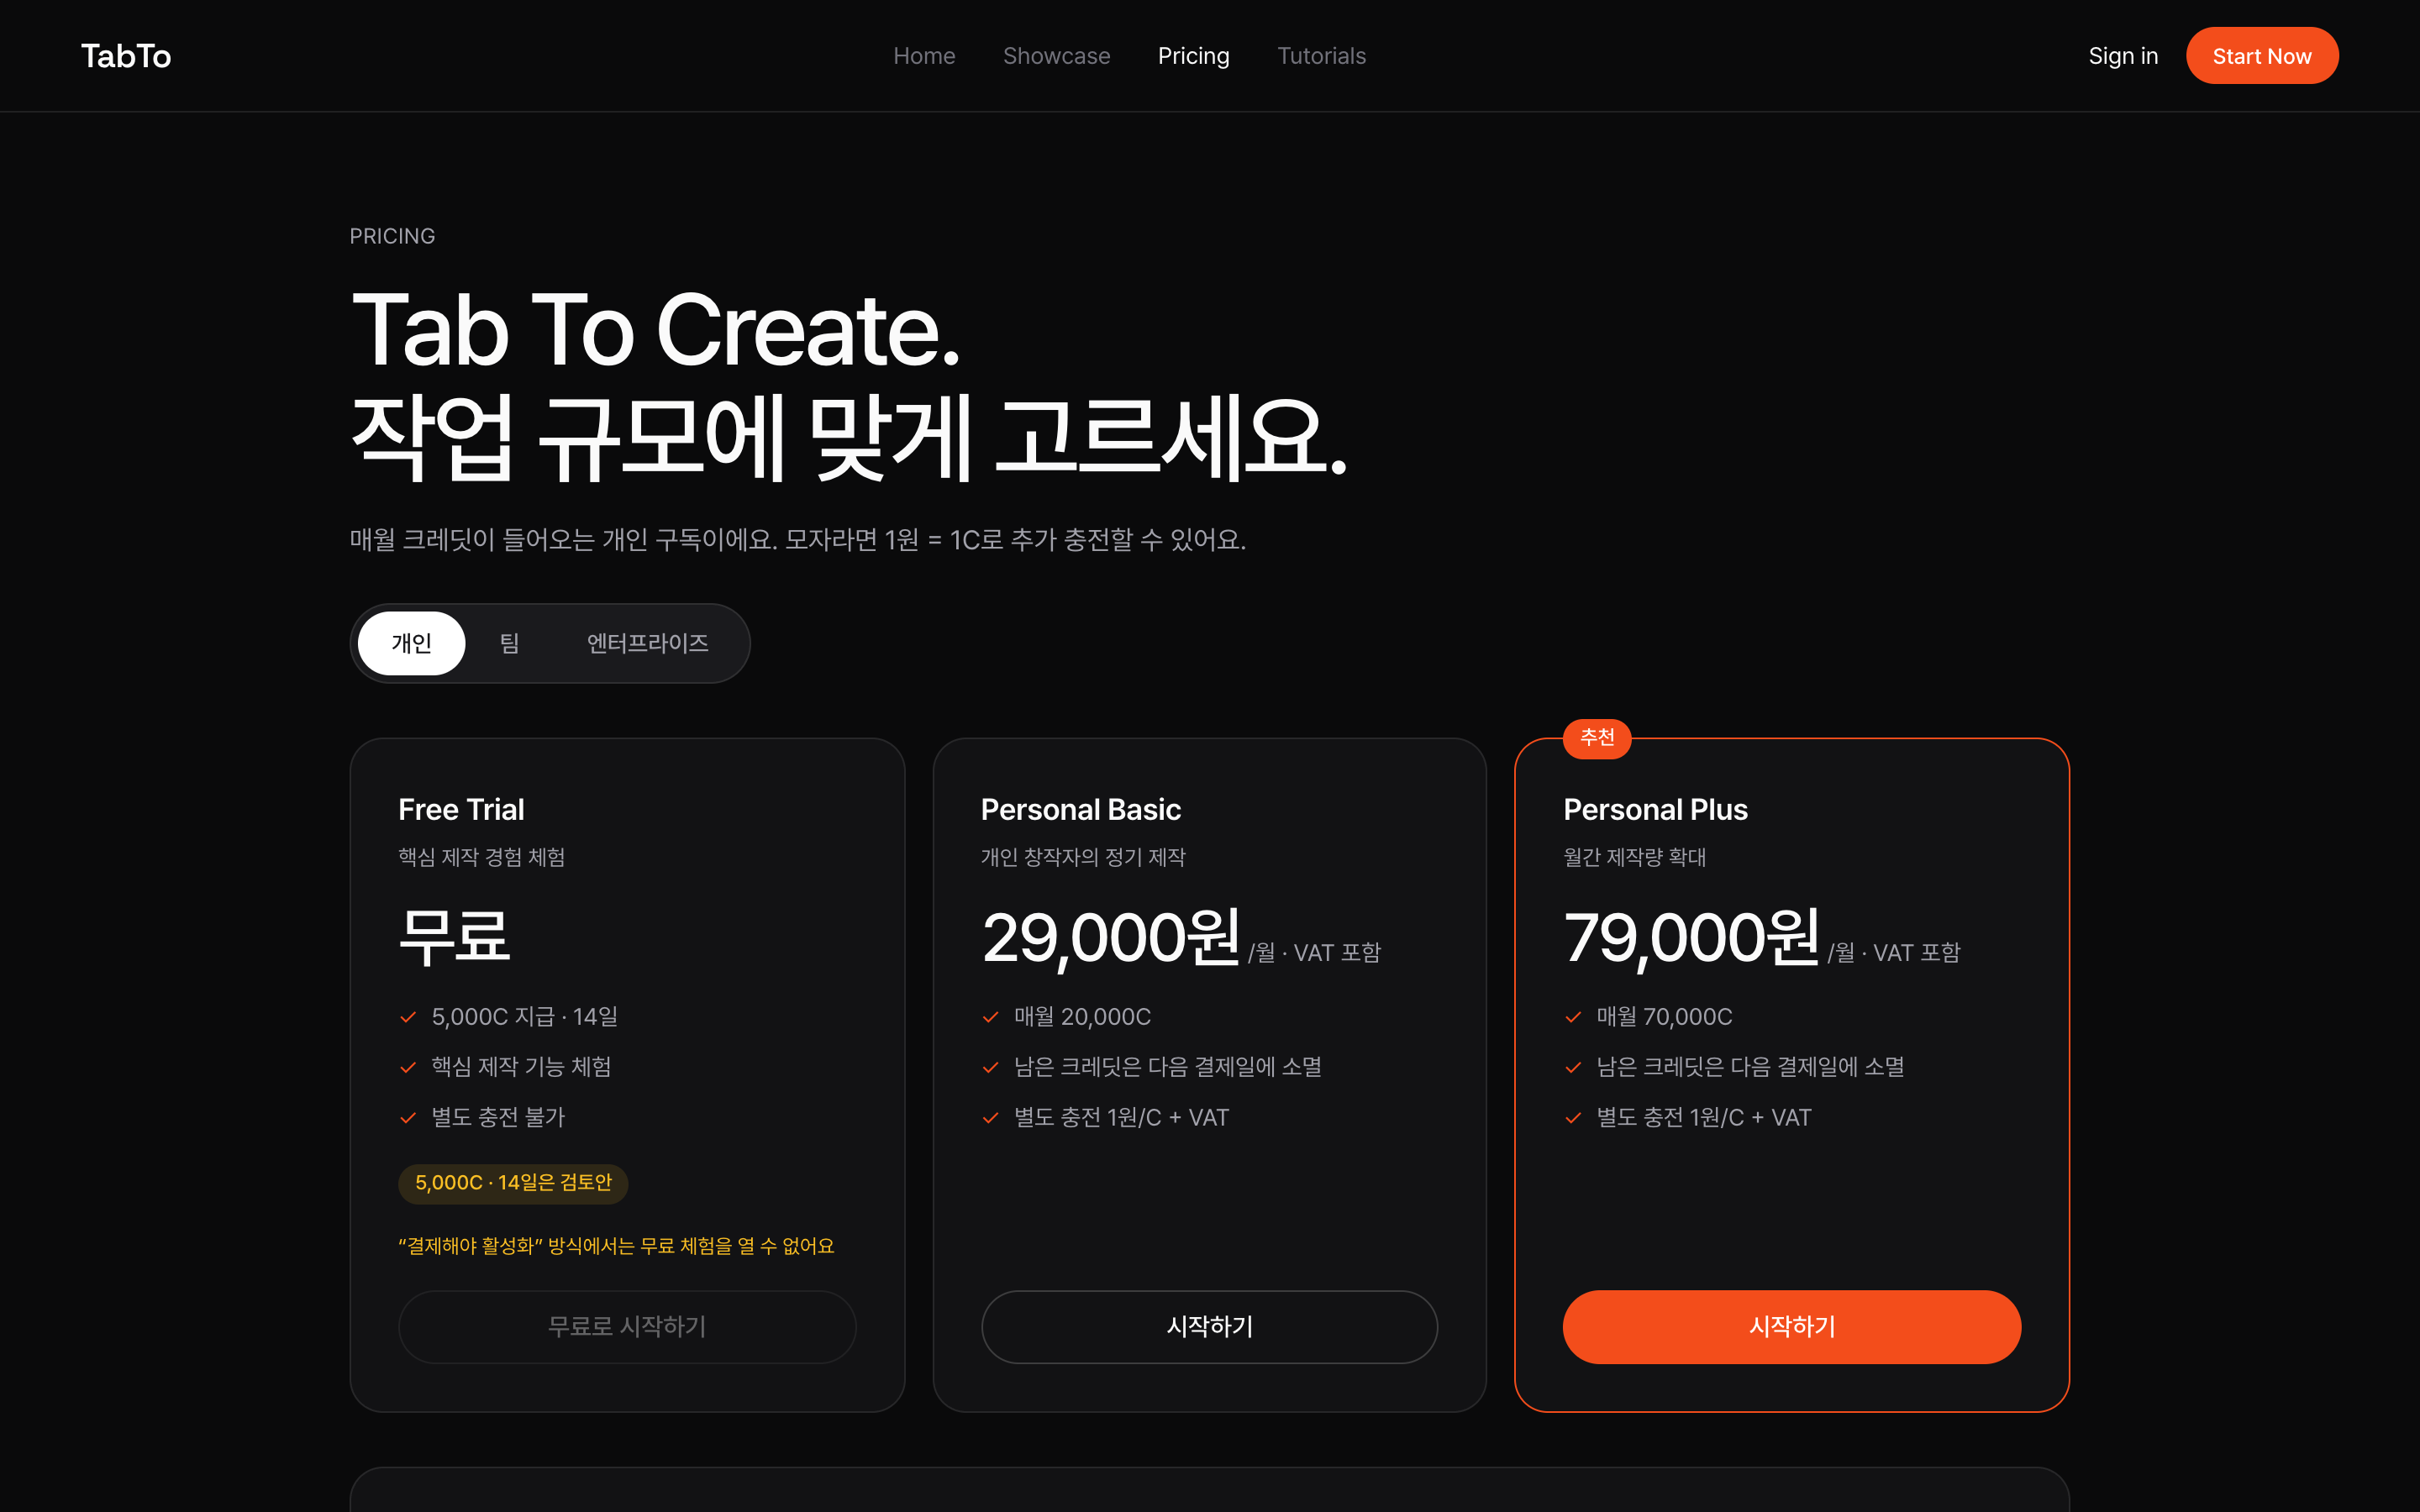 TabTo
Home Showcase Pricing Tutorials
Sign in Start Now
PRICING
Tab To Create.
작업 규모에 맞게 고르세요.
매월 크레딧이 들어오는 개인 구독이에요. 모자라면 1원 = 1C로 추가 충전할 수 있어요.
개인 팀 엔터프라이즈
Free Trial
핵심 제작 경험 체험
무료
5,000C 지급 · 14일
핵심 제작 기능 체험
별도 충전 불가
5,000C · 14일은 검토안
“결제해야 활성화” 방식에서는 무료 체험을 열 수 없어요
무료로 시작하기
Personal Basic
개인 창작자의 정기 제작
29,000원 /월 · VAT 포함
매월 20,000C
남은 크레딧은 다음 결제일에 소멸
별도 충전 1원/C + VAT
시작하기
추천
Personal Plus
월간 제작량 확대
79,000원 /월 · VAT 포함
매월 70,000C
남은 크레딧은 다음 결제일에 소멸
별도 충전 1원/C + VAT
시작하기